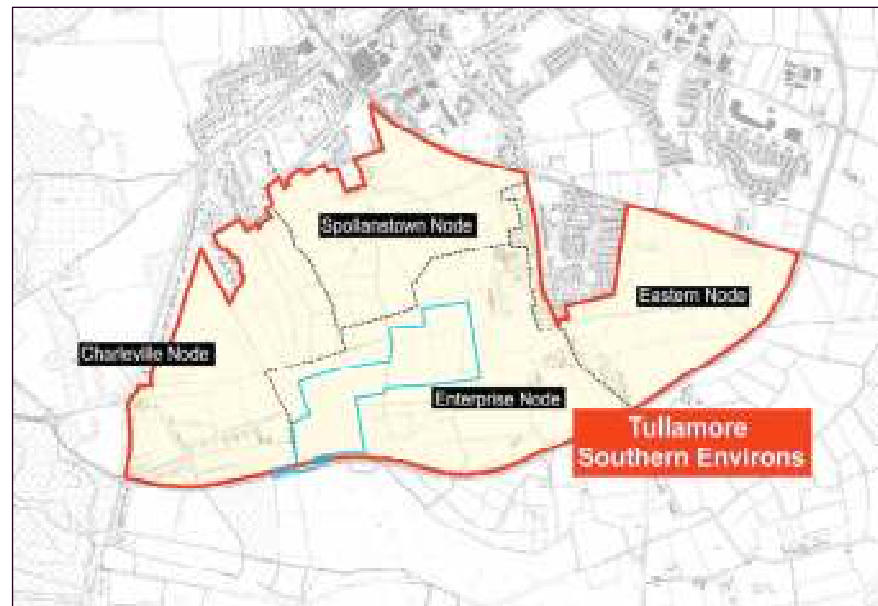 Spollanstown Node
Eastern Node
Charleville Node
Enterprise Node
Tullamore
Southern Environs